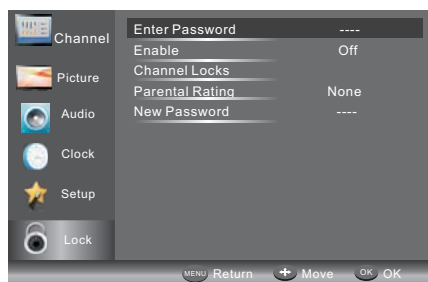 Channel
Picture
Audio
Clock
Setup
Lock
Enter Password ----
Enable Off
Channel Locks
Parental Rating None
New Password ----
MENU Return Move OK OK